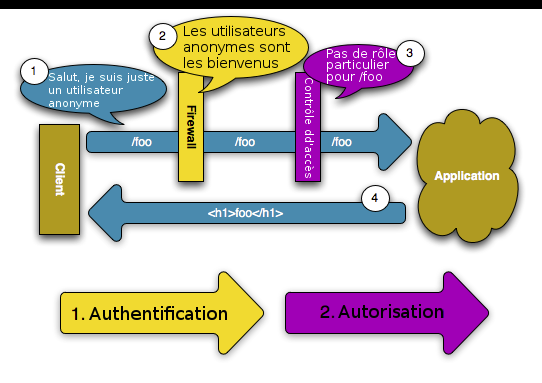 1
Salut, je suis juste
un utilisateur
anonyme
2
Les utilisateurs
anonymes sont
les bienvenus
3
Pas de rôle
particulier
pour /foo
Client
/foo
Firewall
/foo
Contrôle dd'accès
/foo
Application
4
<h1>foo</h1>
1. Authentification
2. Autorisation